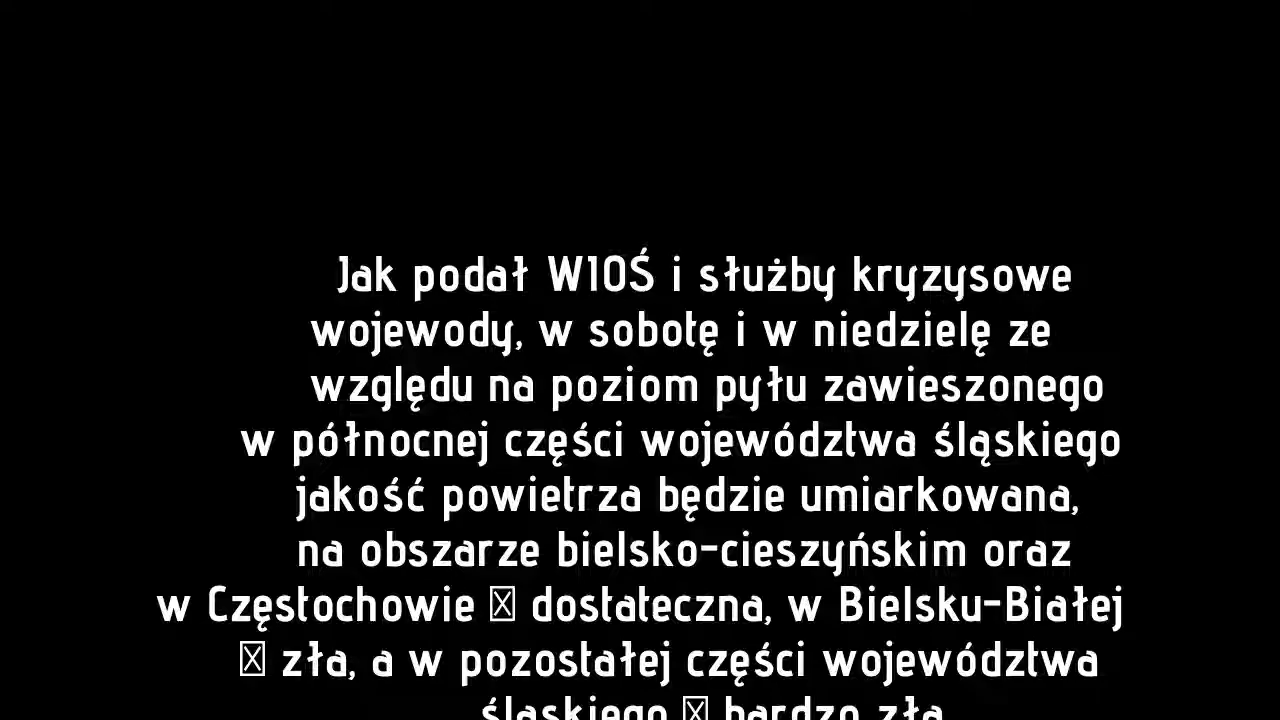 Jak podał WIOŚ i służby kryzysowe
wojewody, w sobotę i w niedzielę ze
względu na poziom pyłu zawieszonego
w północnej części województwa śląskiego
jakość powietrza będzie umiarkowana,
na obszarze bielsko-cieszyńskim oraz
w Częstochowie – dostateczna, w Bielsku-Białej
– zła, a w pozostałej części województwa
śląskiego – bardzo zła